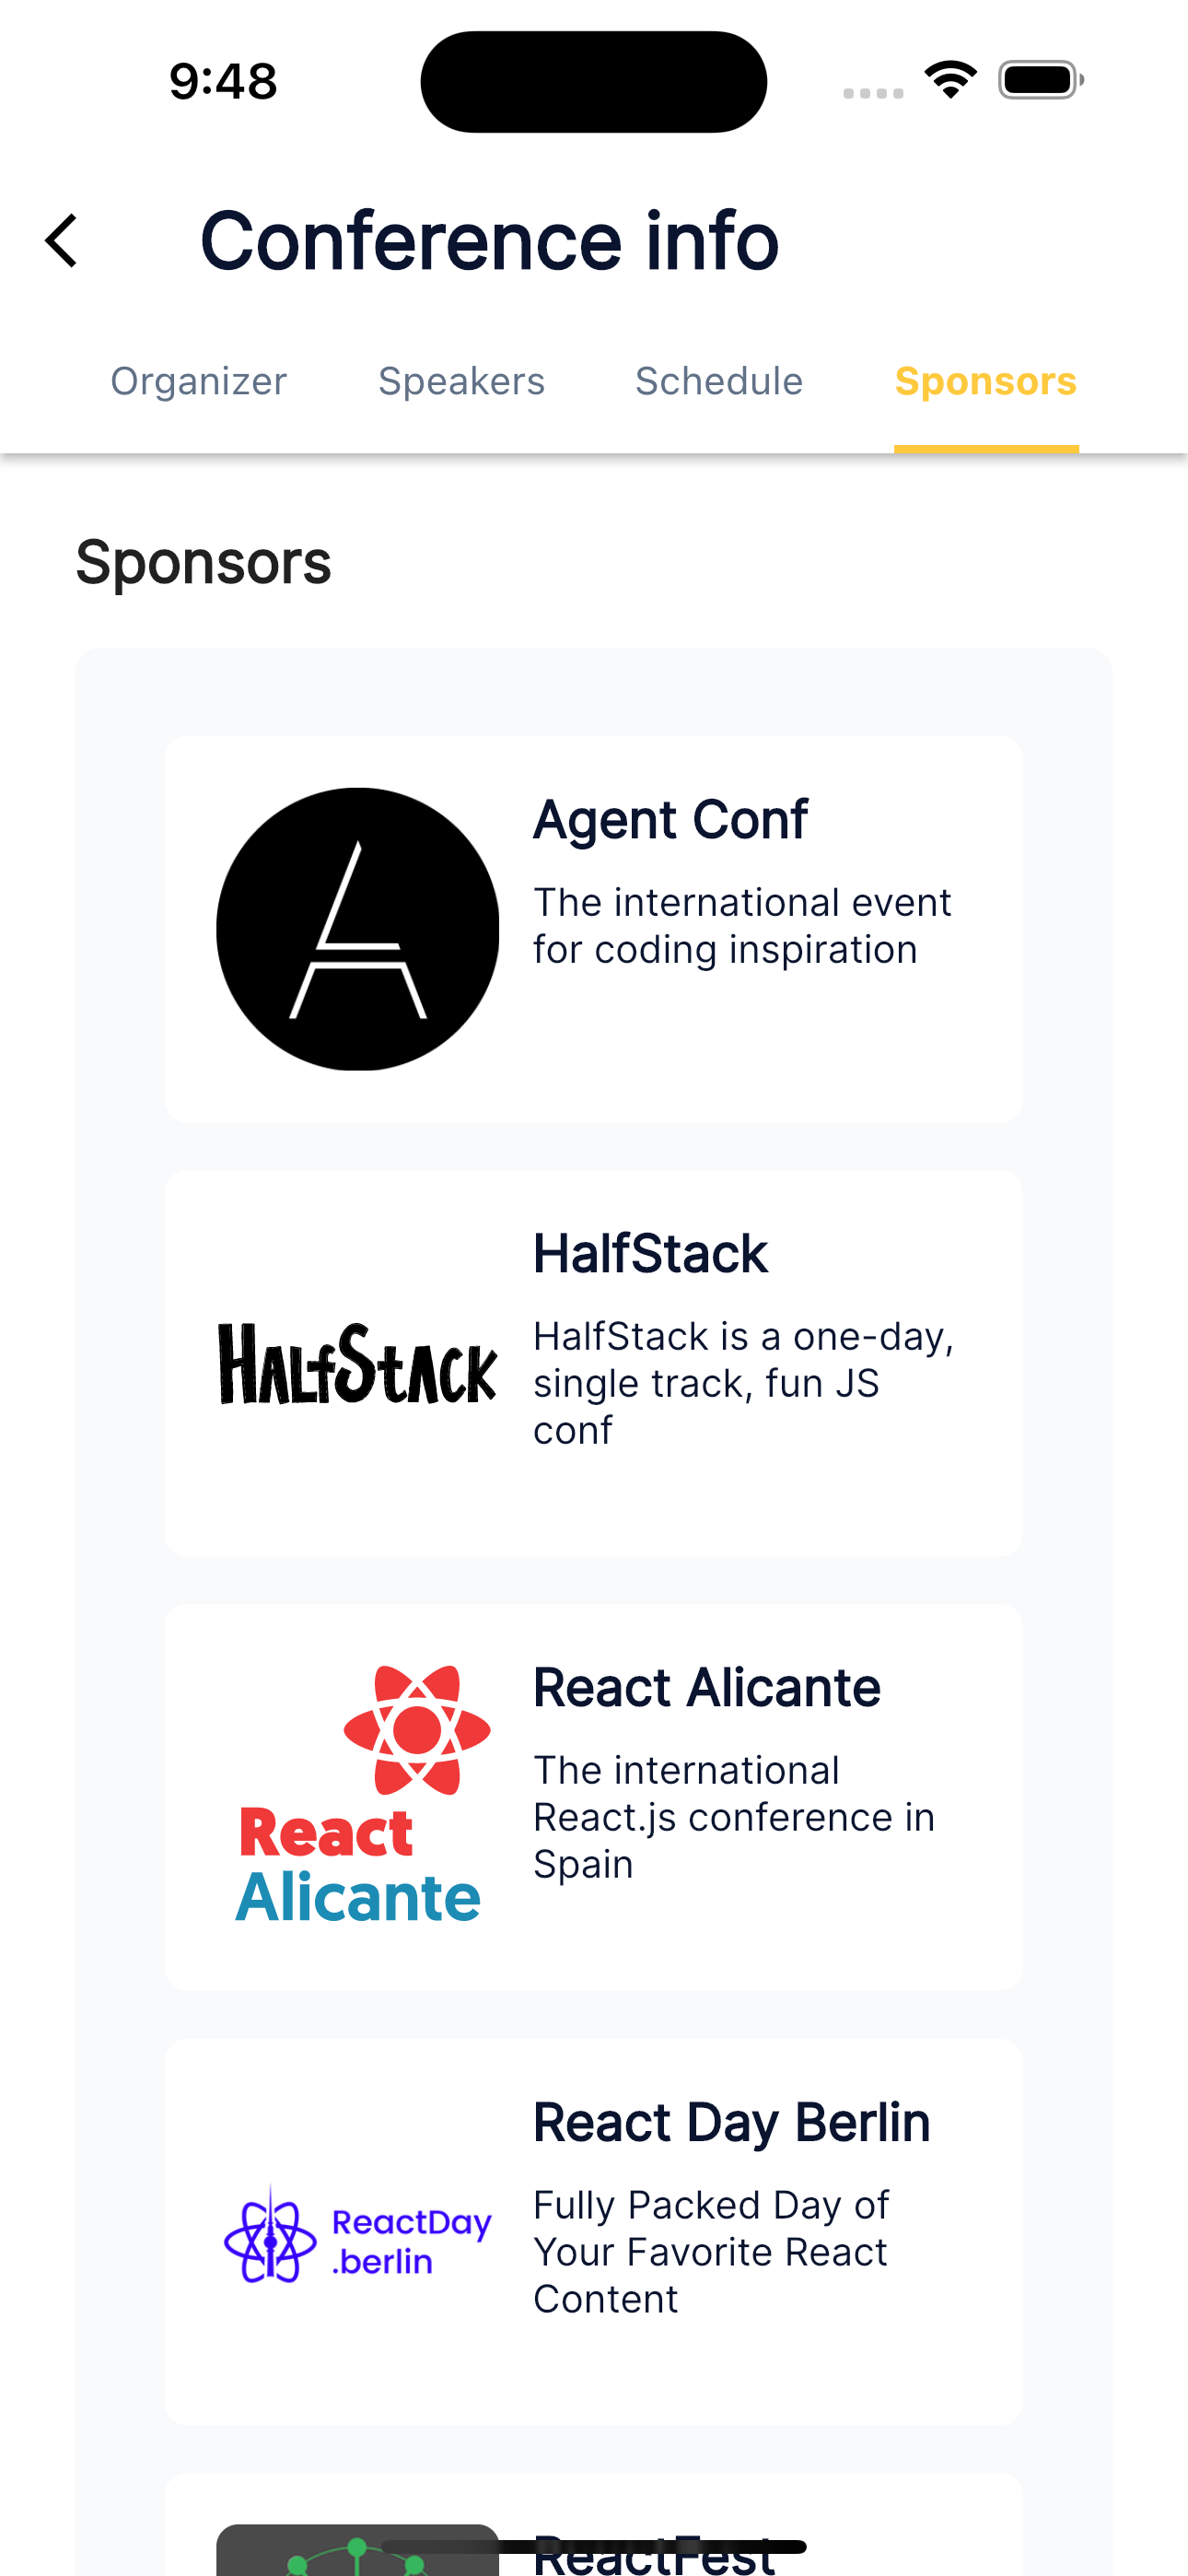 9:48
Conference info
Organizer Speakers Schedule Sponsors
Sponsors
Agent Conf
The international event
for coding inspiration
HALFSTACK
HalfStack
HalfStack is a one-day,
single track, fun JS
conf
React
Alicante
React Alicante
The international
React.js conference in
Spain
ReactDay
.berlin
React Day Berlin
Fully Packed Day of
Your Favorite React
Content
ReactFest